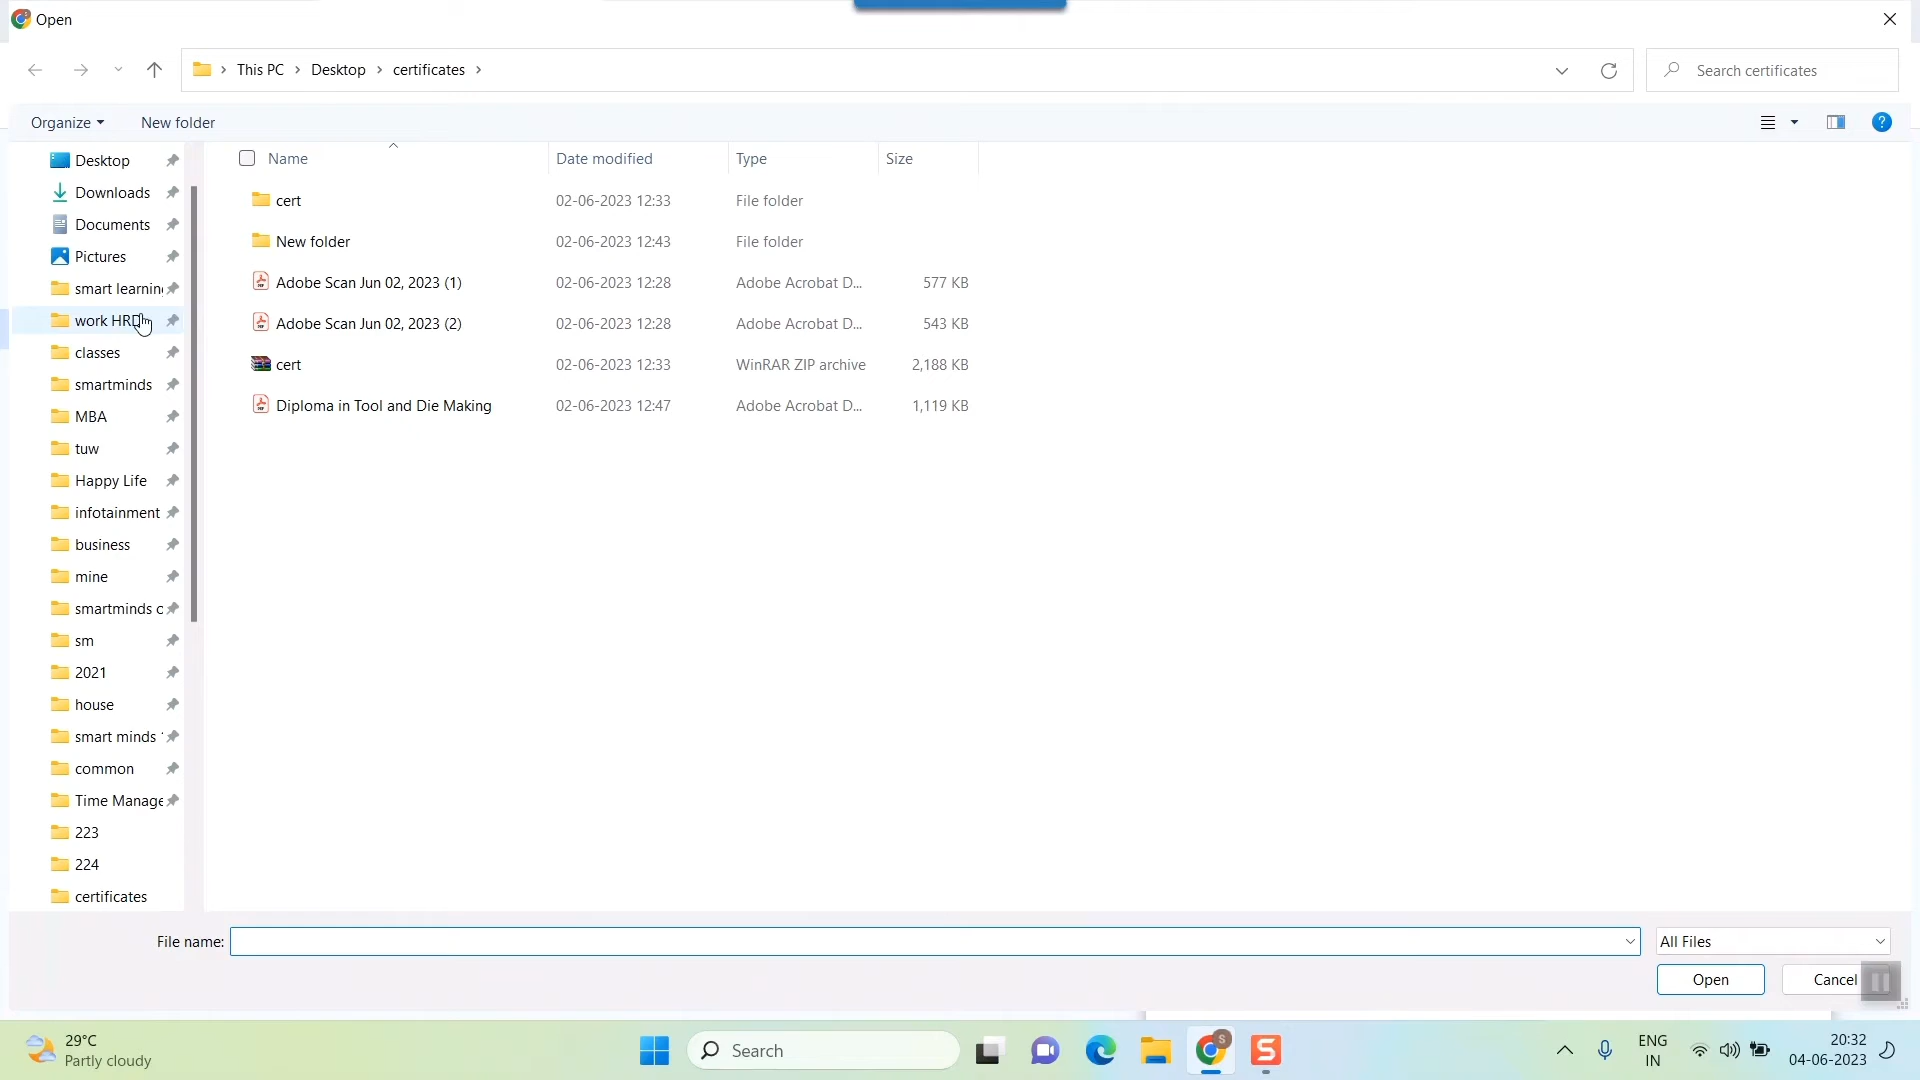 Open
This PC > Desktop > certificates >
Search certificates
Organize
New folder
Desktop
Downloads
Documents
Pictures
smart learning
work HRD
classes
smartminds
MBA
tuw
Happy Life
infotainment
business
mine
smartminds c
sm
2021
house
smart minds
common
Time Manage
223
224
certificates
Name Date modified Type Size
cert 02-06-2023 12:33 File folder
New folder 02-06-2023 12:43 File folder
Adobe Scan Jun 02, 2023 (1) 02-06-2023 12:28 Adobe Acrobat D... 577 KB
Adobe Scan Jun 02, 2023 (2) 02-06-2023 12:28 Adobe Acrobat D... 543 KB
cert 02-06-2023 12:33 WinRAR ZIP archive 2,188 KB
Diploma in Tool and Die Making 02-06-2023 12:47 Adobe Acrobat D... 1,119 KB
File name:
All Files
Open
Cancel
29°C
Partly cloudy
Search
S
S
ENG
IN
20:32
04-06-2023